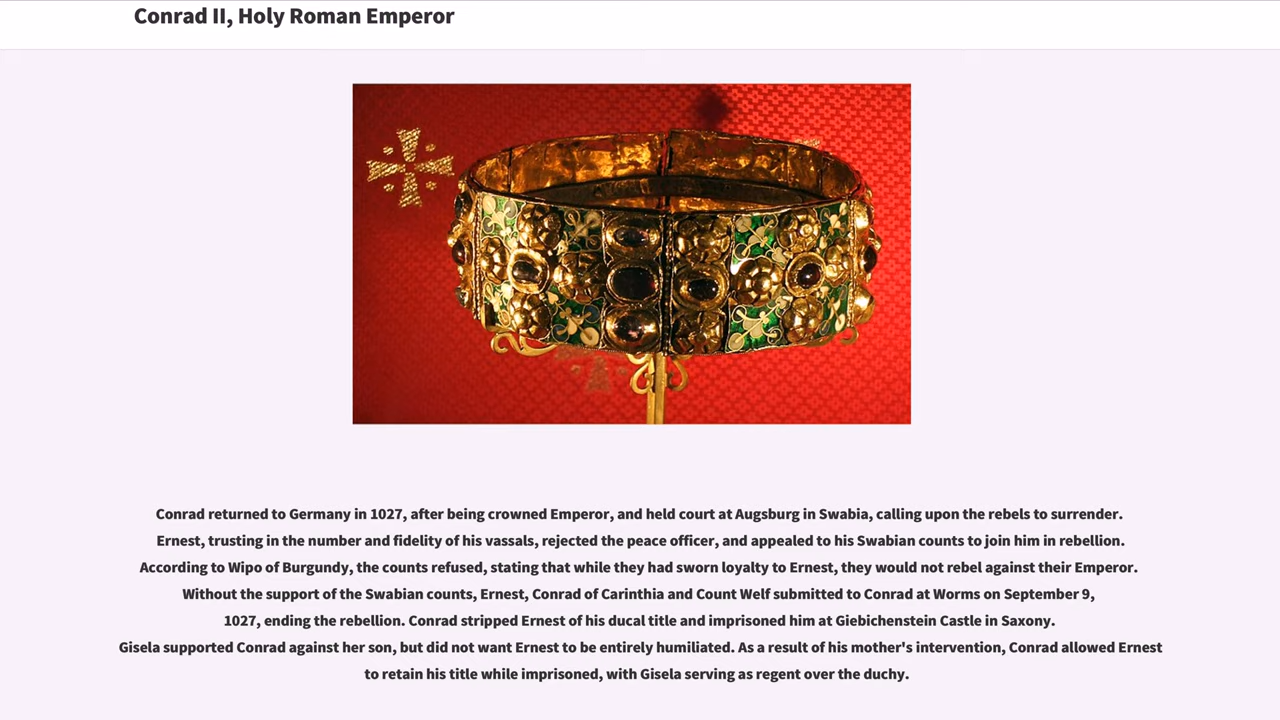 Conrad II, Holy Roman Emperor
Conrad returned to Germany in 1027, after being crowned Emperor, and held court at Augsburg in Swabia, calling upon the rebels to surrender.
Ernest, trusting in the number and fidelity of his vassals, rejected the peace officer, and appealed to his Swabian counts to join him in rebellion.
According to Wipo of Burgundy, the counts refused, stating that while they had sworn loyalty to Ernest, they would not rebel against their Emperor.
Without the support of the Swabian counts, Ernest, Conrad of Carinthia and Count Welf submitted to Conrad at Worms on September 9,
1027, ending the rebellion. Conrad stripped Ernest of his ducal title and imprisoned him at Giebichenstein Castle in Saxony.
Gisela supported Conrad against her son, but did not want Ernest to be entirely humiliated. As a result of his mother's intervention, Conrad allowed Ernest
to retain his title while imprisoned, with Gisela serving as regent over the duchy.